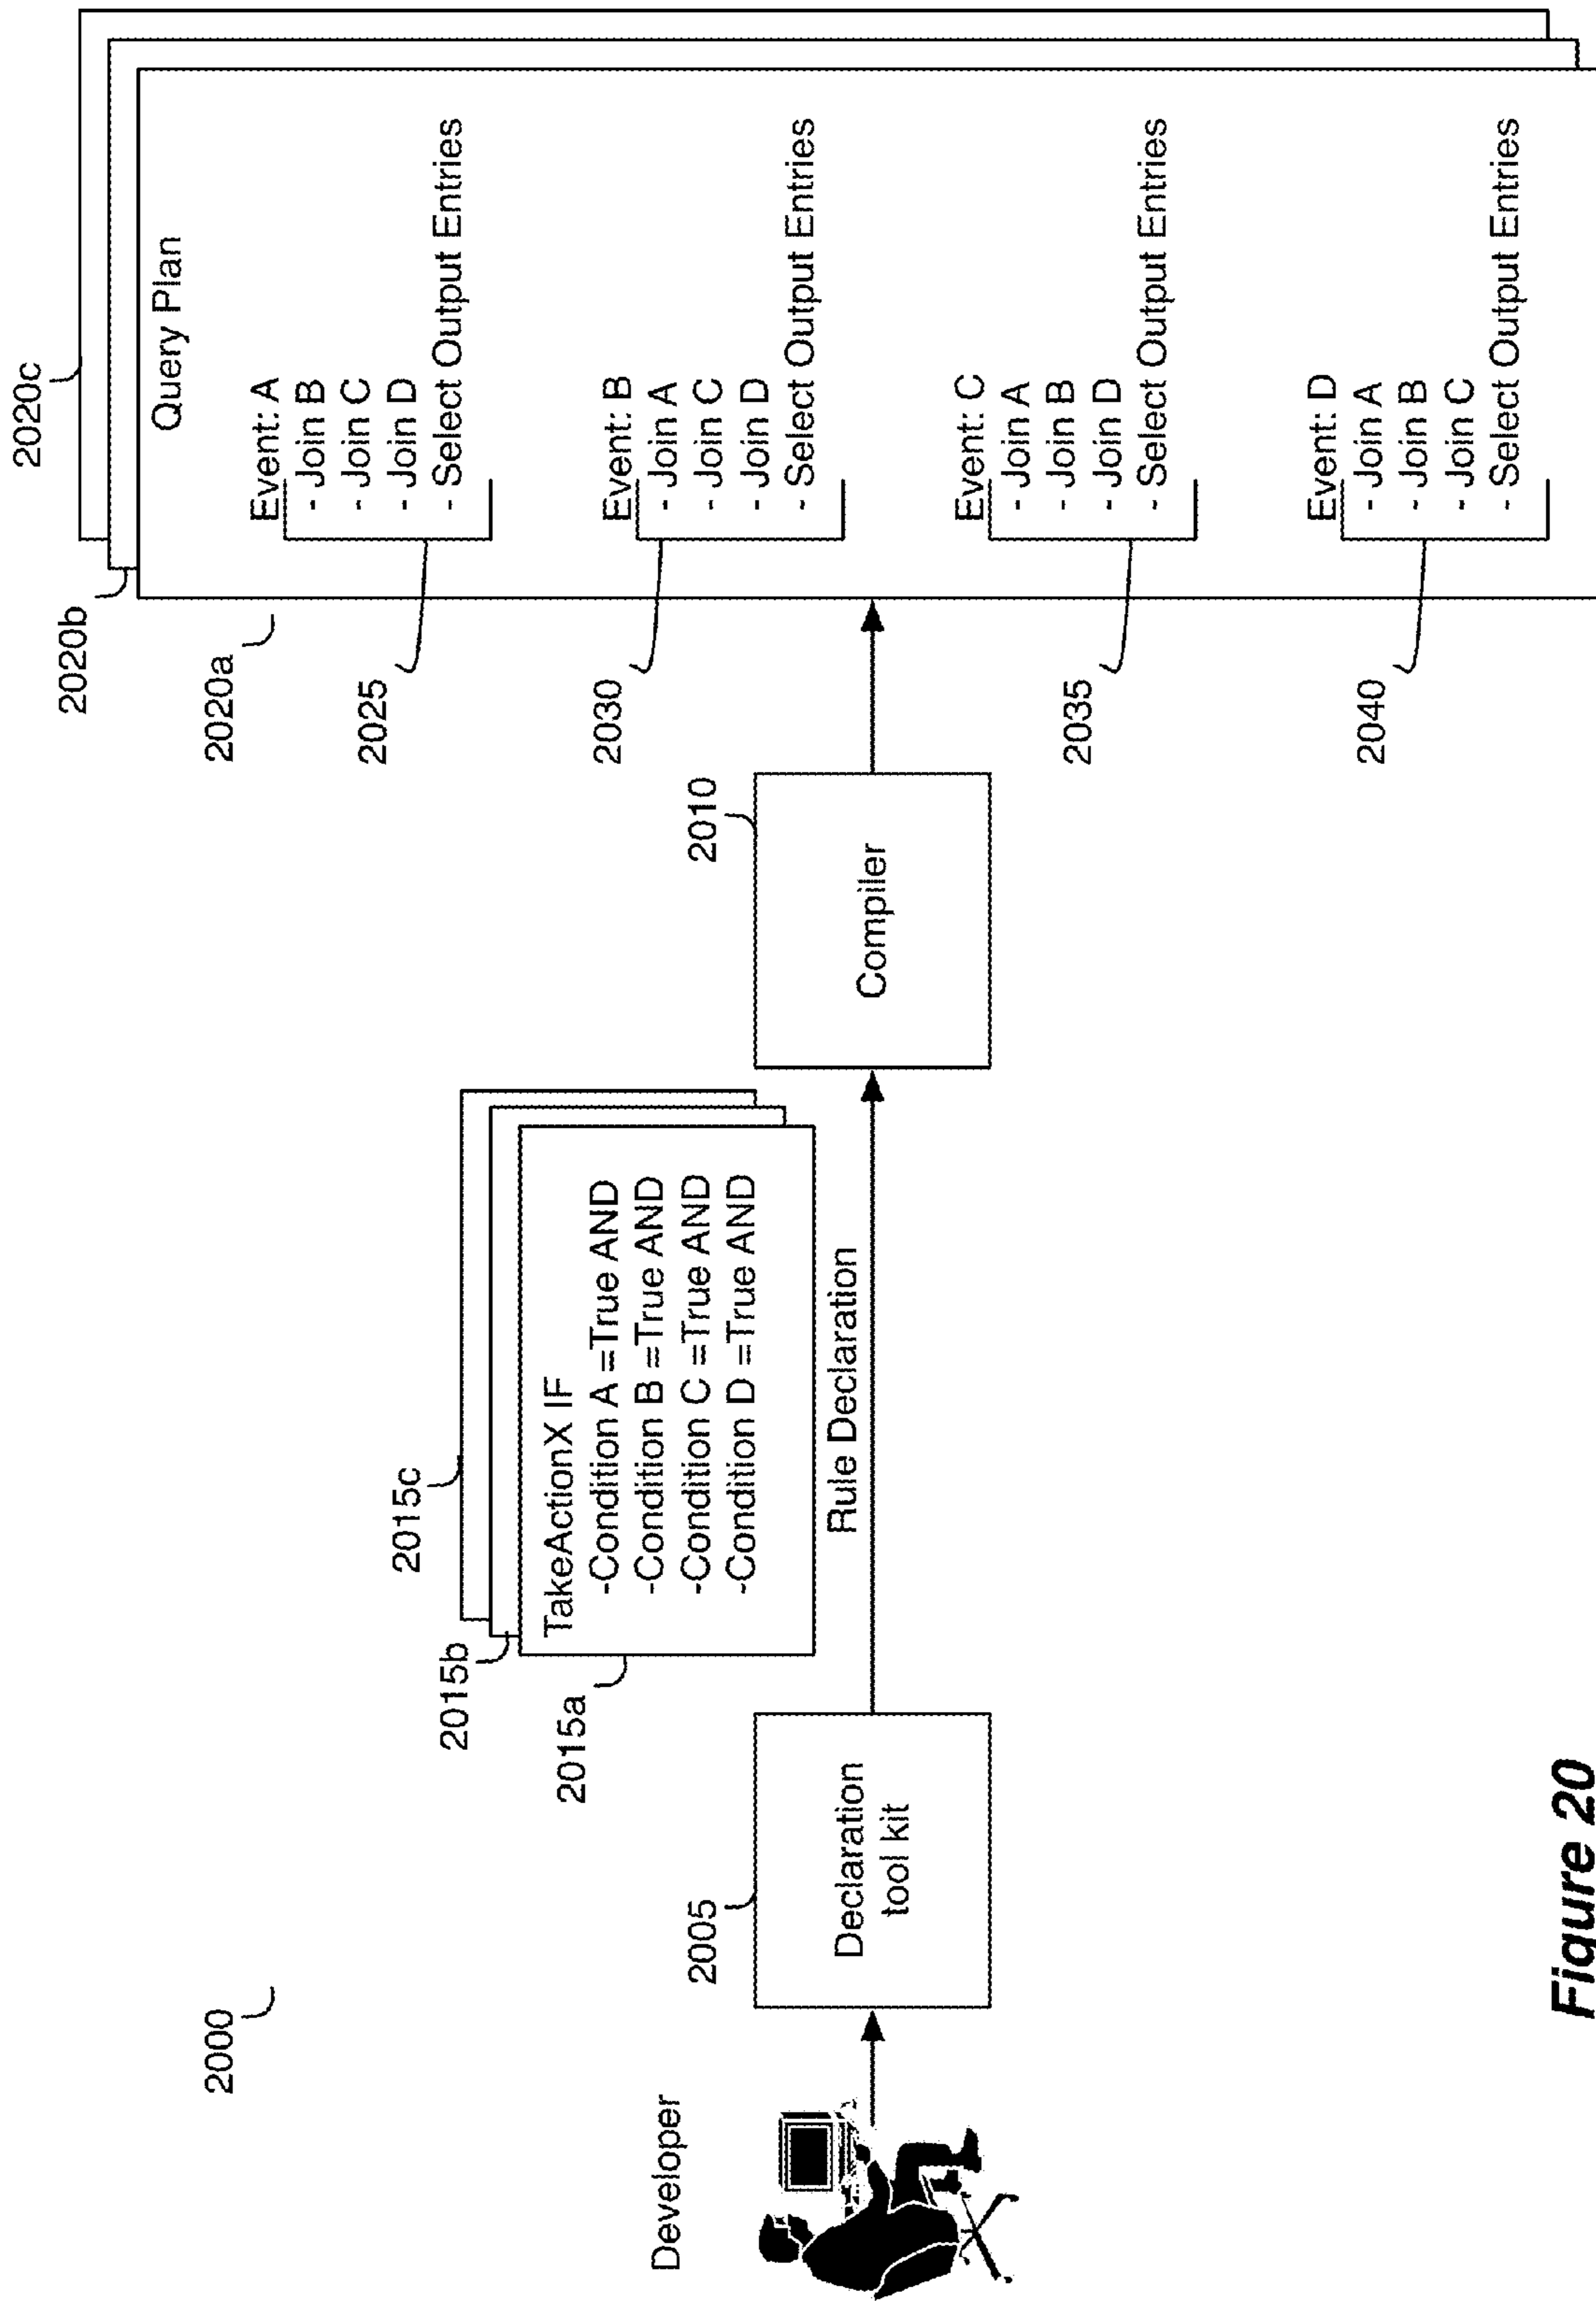 2000
Developer
2005
Declaration
tool kit
2015a
2015b
2015c
TakeActionX IF
-Condition A =True AND
-Condition B =True AND
-Condition C =True AND
-Condition D =True AND
Rule Declaration
2010
Compiler
2020a
2020b
2020c
Query Plan
2025
Event: A
- Join B
- Join C
- Join D
- Select Output Entries
2030
Event: B
- Join A
- Join C
- Join D
- Select Output Entries
2035
Event: C
- Join A
- Join B
- Join D
- Select Output Entries
2040
Event: D
- Join A
- Join B
- Join C
- Select Output Entries
Figure 20